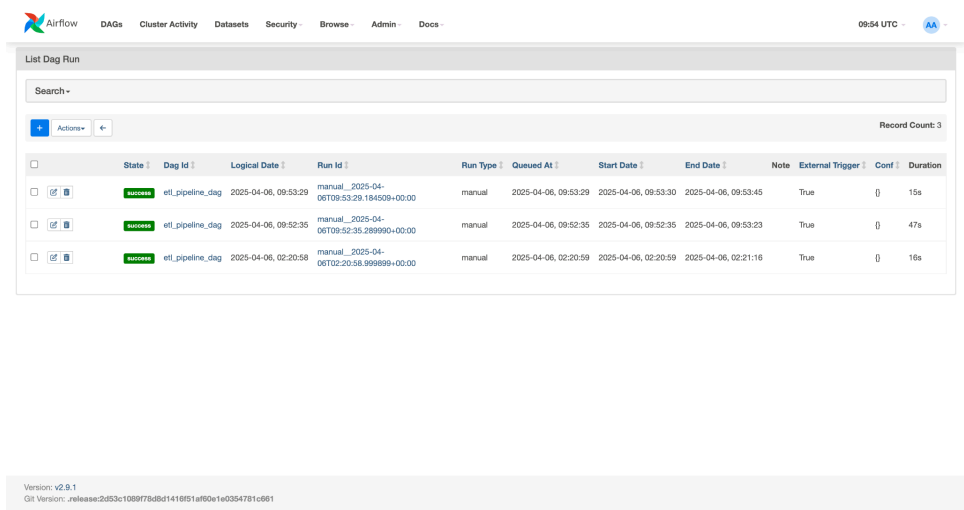 Airflow DAGs Cluster Activity Datasets Security Browse Admin Docs 09:54 UTC AA
List Dag Run
Search
+ Actions Record Count: 3
State Dag Id Logical Date Run Id Run Type Queued At Start Date End Date Note External Trigger Conf Duration
success etl_pipeline_dag 2025-04-06, 09:53:29 manual__2025-04-
06T09:53:29.184509+00:00 manual 2025-04-06, 09:53:29 2025-04-06, 09:53:30 2025-04-06, 09:53:45 True {} 15s
success etl_pipeline_dag 2025-04-06, 09:52:35 manual__2025-04-
06T09:52:35.289990+00:00 manual 2025-04-06, 09:52:35 2025-04-06, 09:52:35 2025-04-06, 09:53:23 True {} 47s
success etl_pipeline_dag 2025-04-06, 02:20:58 manual__2025-04-
06T02:20:58.999899+00:00 manual 2025-04-06, 02:20:59 2025-04-06, 02:20:59 2025-04-06, 02:21:16 True {} 16s
Version: v2.9.1
Git Version: .release:2d53c1089f78d8d1416f51af60e1e0354781c661